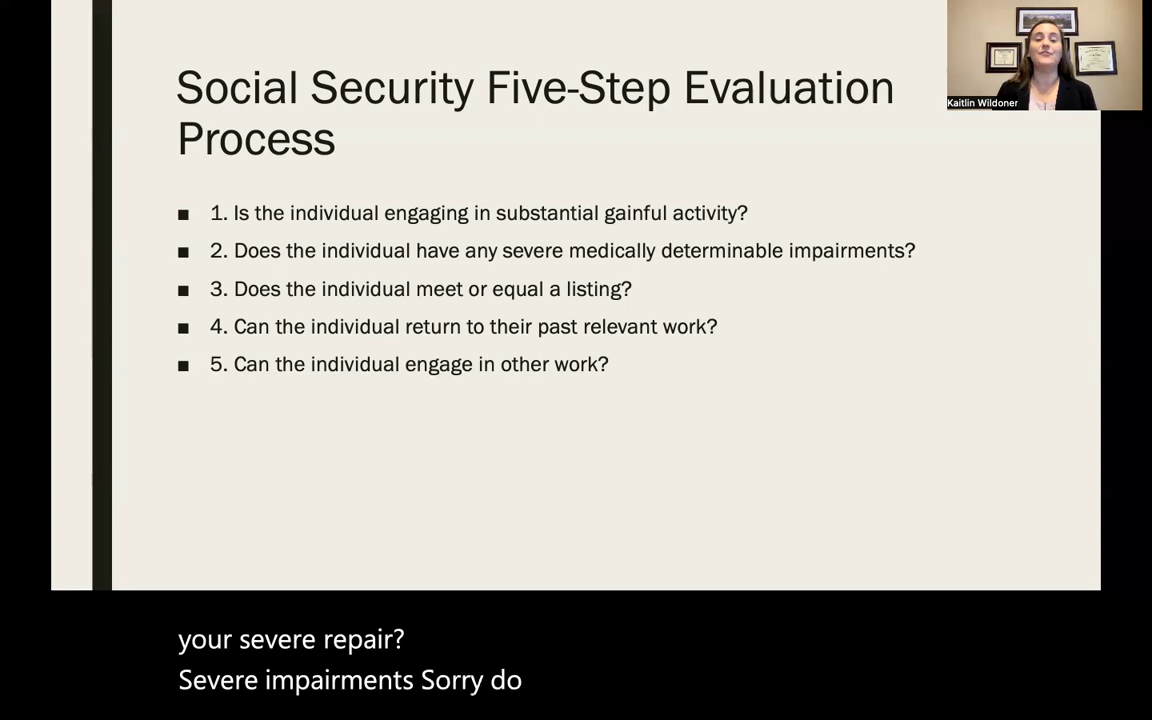 Social Security Five-Step Evaluation
Process
Kaitlin Wildoner
■ 1. Is the individual engaging in substantial gainful activity?
■ 2. Does the individual have any severe medically determinable impairments?
■ 3. Does the individual meet or equal a listing?
■ 4. Can the individual return to their past relevant work?
■ 5. Can the individual engage in other work?
your severe repair?
Severe impairments Sorry do